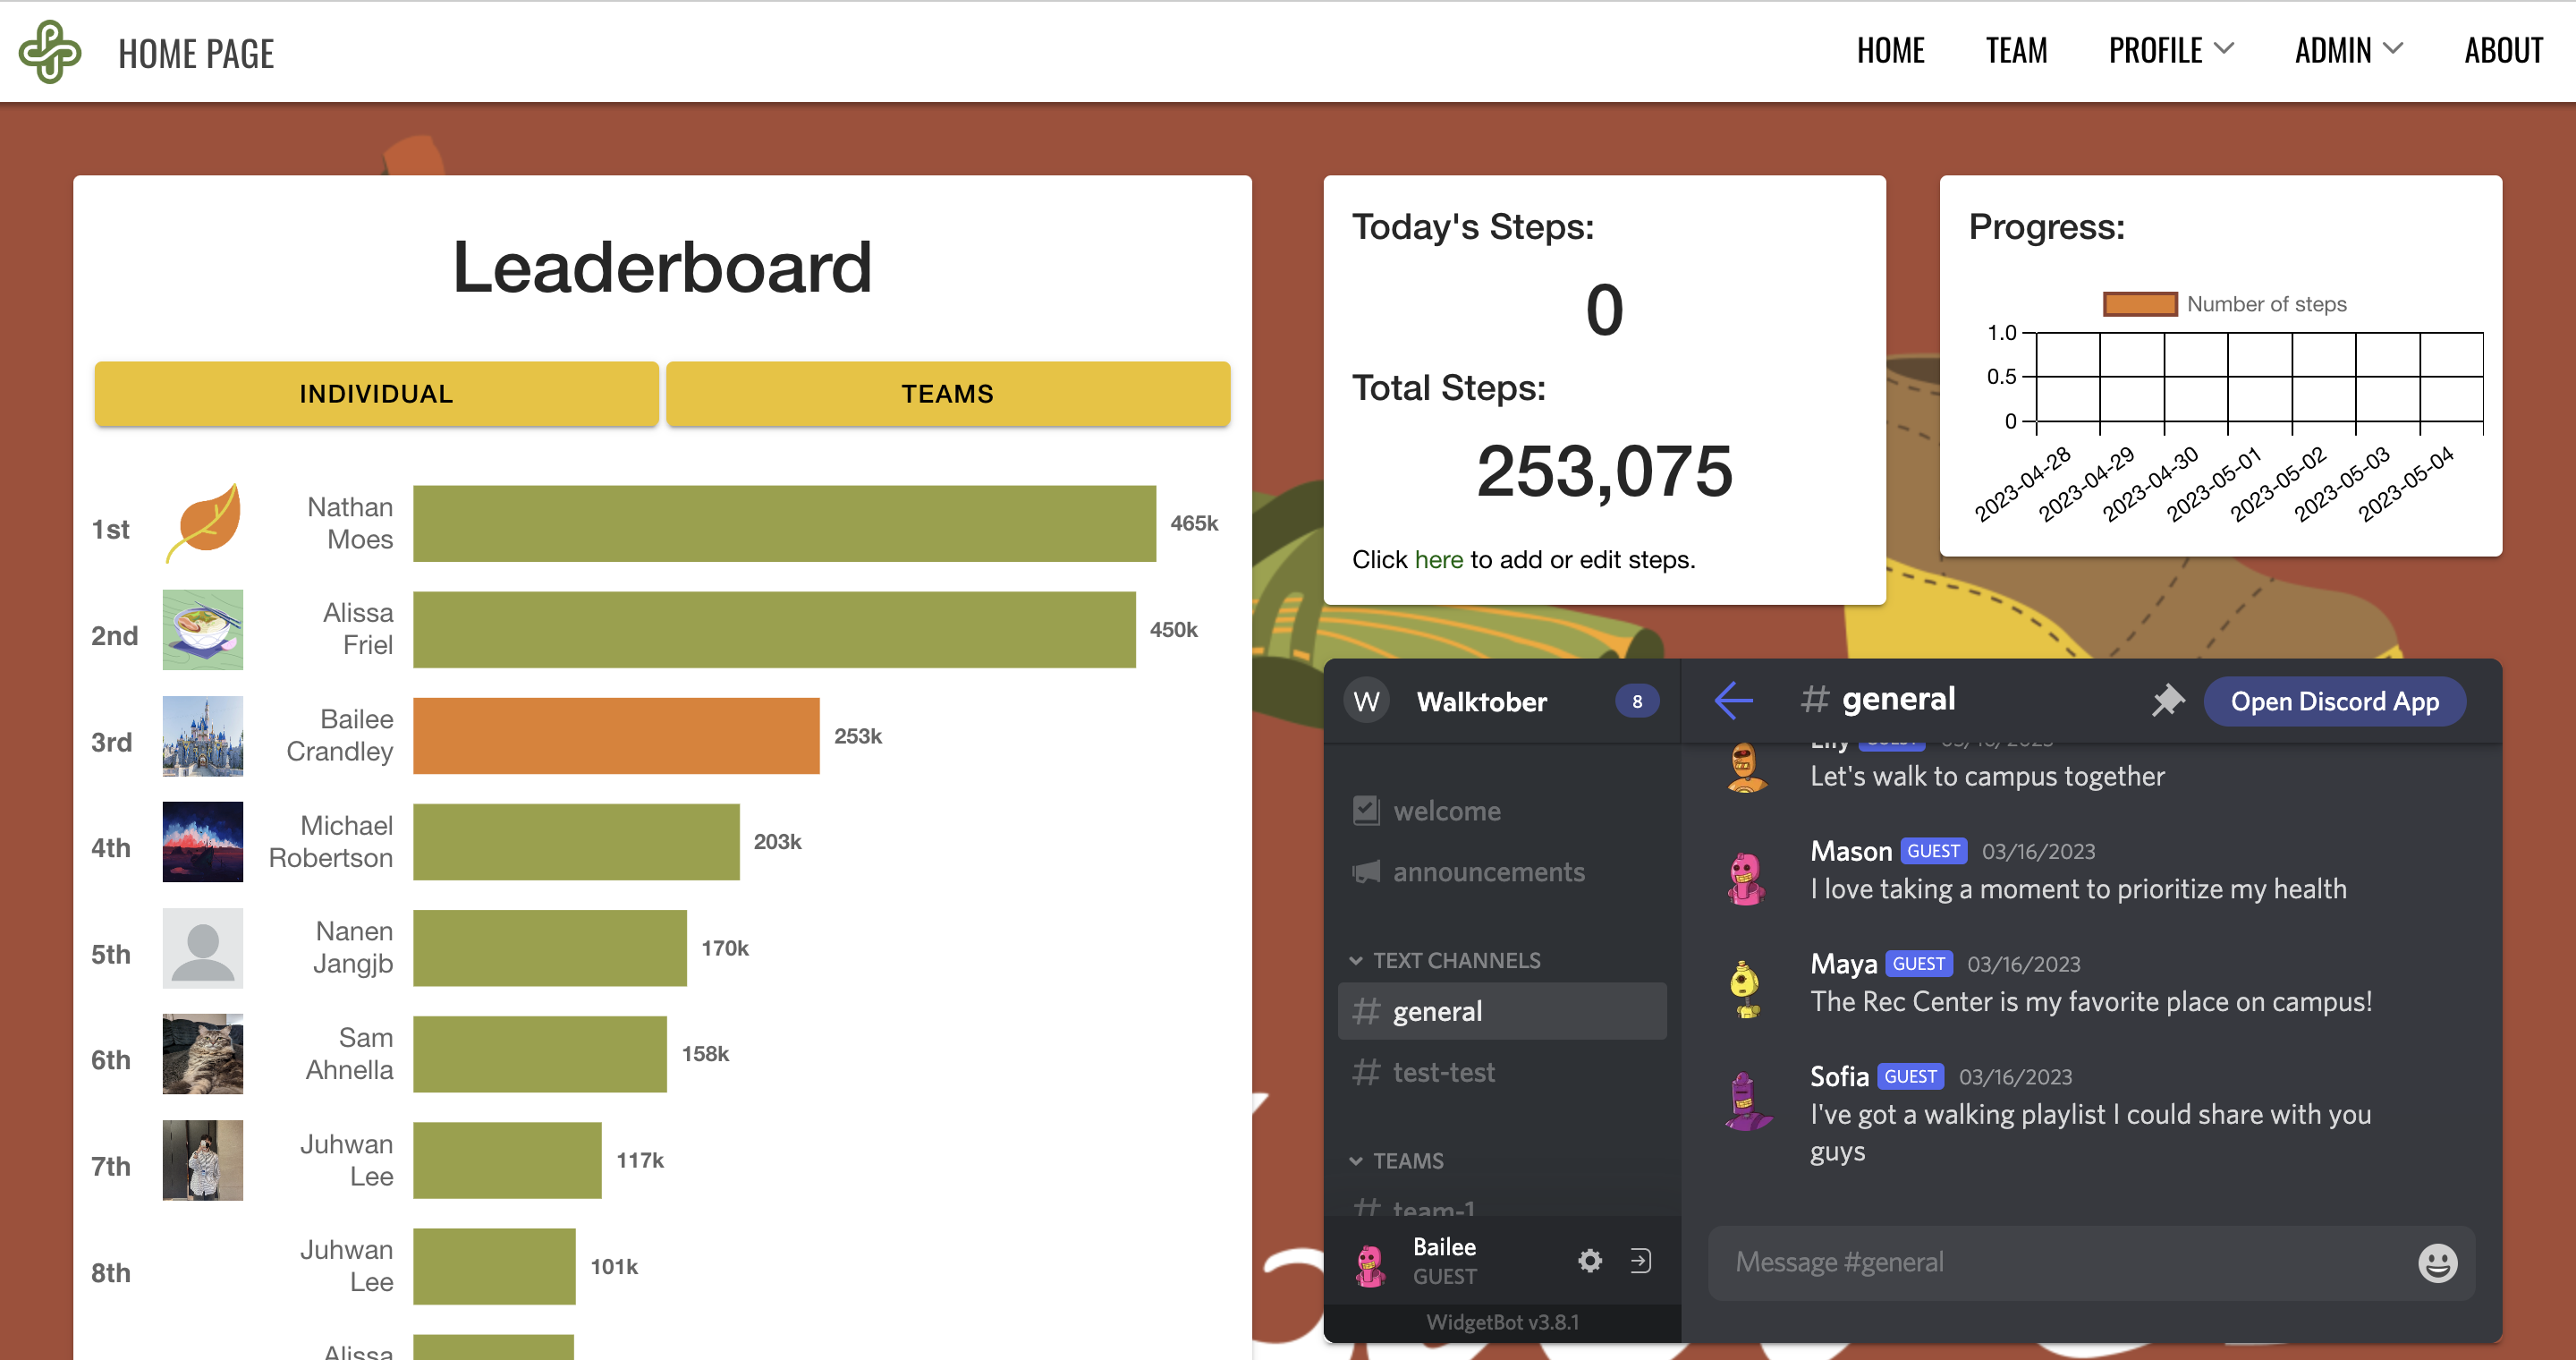 HOME PAGE
HOME
TEAM
PROFILE
ADMIN
ABOUT
Leaderboard
INDIVIDUAL
TEAMS
1st
Nathan
Moes
465k
2nd
Alissa
Friel
450k
3rd
Bailee
Crandley
253k
4th
Michael
Robertson
203k
5th
Nanen
Jangjb
170k
6th
Sam
Ahnella
158k
7th
Juhwan
Lee
117k
8th
Juhwan
Lee
101k
Alissa
Today's Steps:
0
Total Steps:
253,075
Click here to add or edit steps.
Progress:
Number of steps
1.0
0.5
0
2023-04-28
2023-04-29
2023-04-30
2023-05-01
2023-05-02
2023-05-03
2023-05-04
W
Walktober
8
welcome
announcements
TEXT CHANNELS
# general
# test-test
TEAMS
# team-1
Bailee
GUEST
WidgetBot v3.8.1
# general
Open Discord App
Let's walk to campus together
Mason GUEST 03/16/2023
I love taking a moment to prioritize my health
Maya GUEST 03/16/2023
The Rec Center is my favorite place on campus!
Sofia GUEST 03/16/2023
I've got a walking playlist I could share with you
guys
Message #general